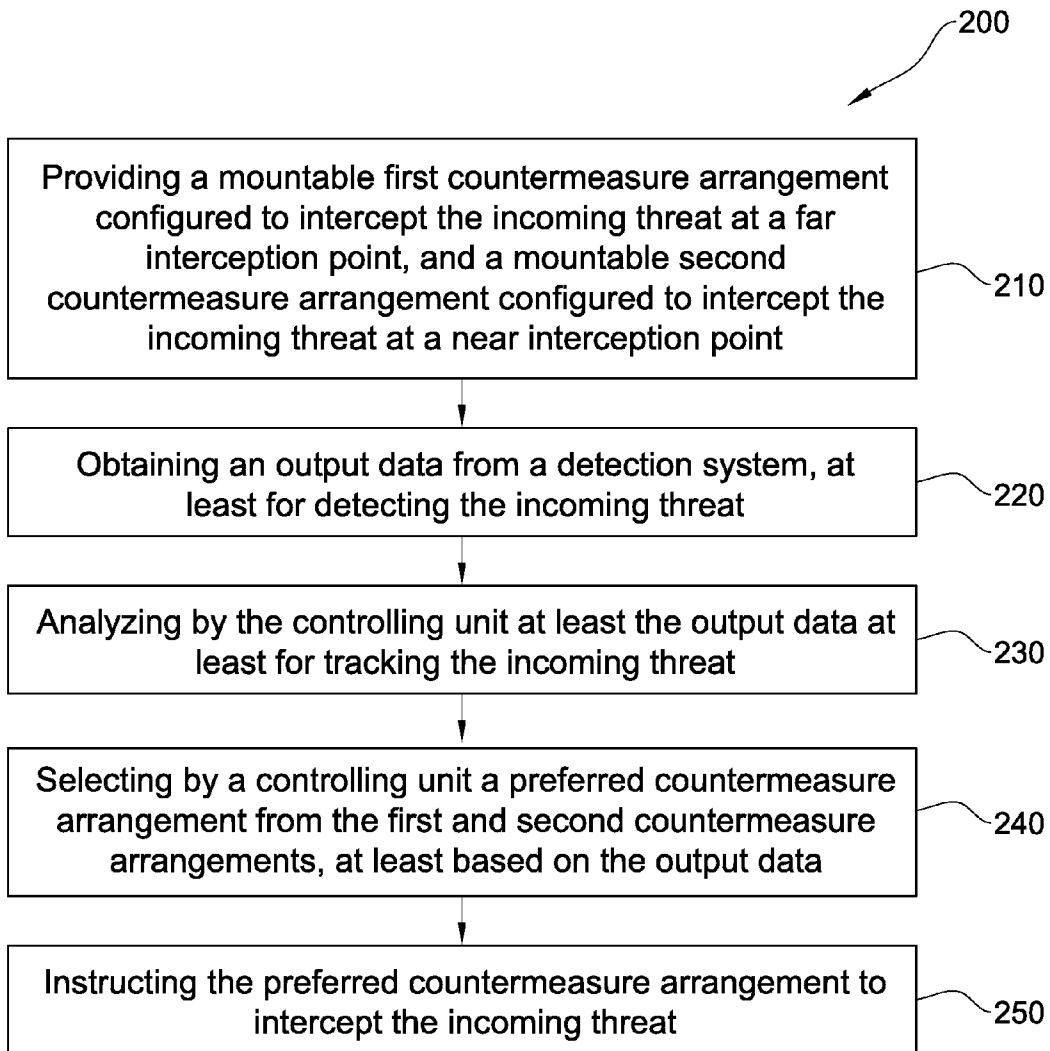 200
Providing a mountable first countermeasure arrangement
configured to intercept the incoming threat at a far
interception point, and a mountable second
countermeasure arrangement configured to intercept the
incoming threat at a near interception point
210
Obtaining an output data from a detection system, at
least for detecting the incoming threat
220
Analyzing by the controlling unit at least the output data at
least for tracking the incoming threat
230
Selecting by a controlling unit a preferred countermeasure
arrangement from the first and second countermeasure
arrangements, at least based on the output data
240
Instructing the preferred countermeasure arrangement to
intercept the incoming threat
250